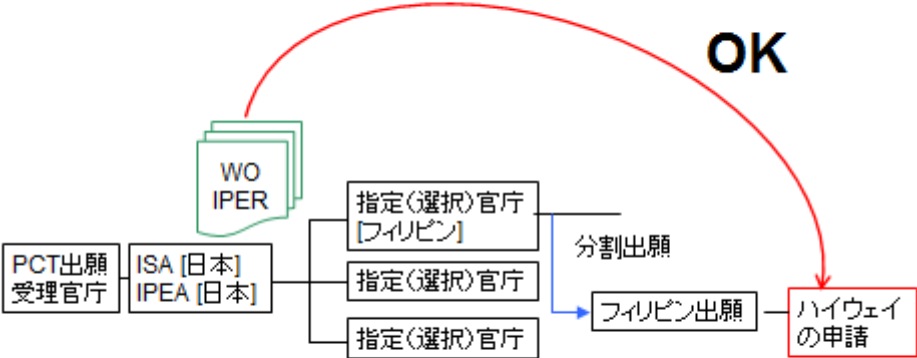 OK
WO
IPER
指定(選択)官庁
[フィリピン]
分割出願
PCT出願
受理官庁
ISA [日本]
IPEA [日本]
指定(選択)官庁
フィリピン出願
ハイウェイ
の申請
指定(選択)官庁